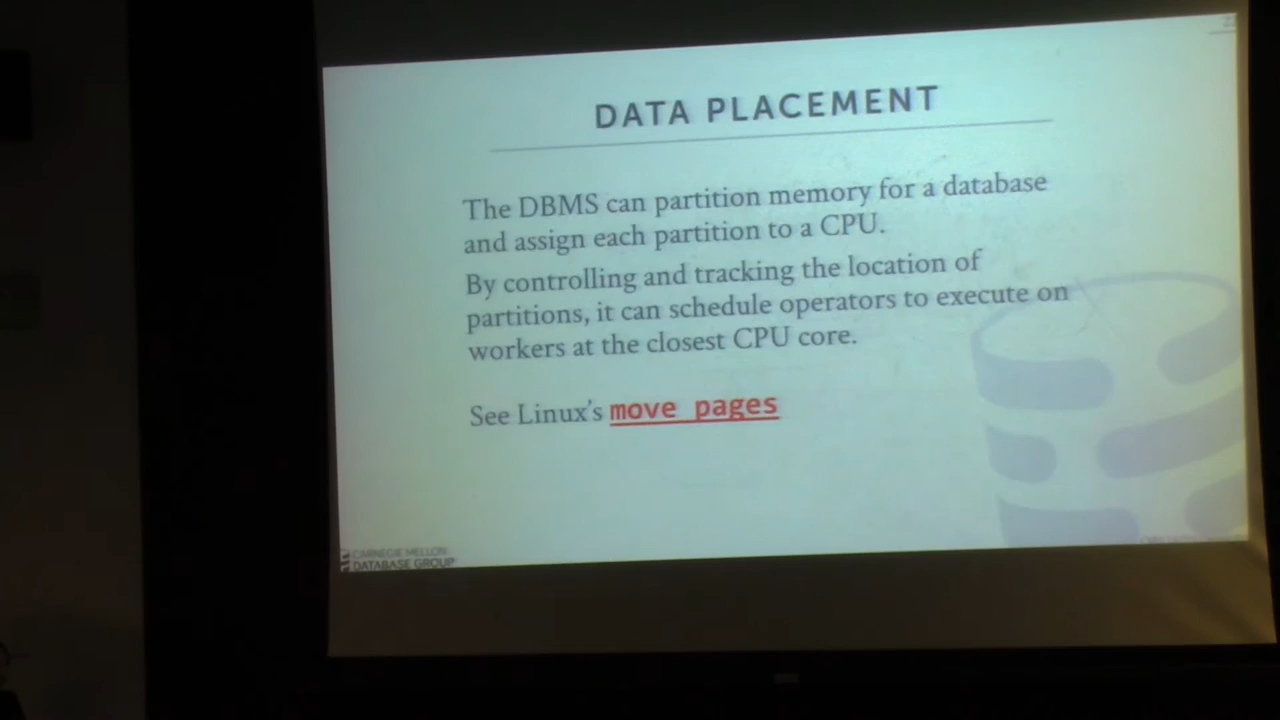 DATA PLACEMENT
The DBMS can partition memory for a database
and assign each partition to a CPU.
By controlling and tracking the location of
partitions, it can schedule operators to execute on
workers at the closest CPU core.
See Linux's move_pages
CARNEGIE MELLON
DATABASE GROUP